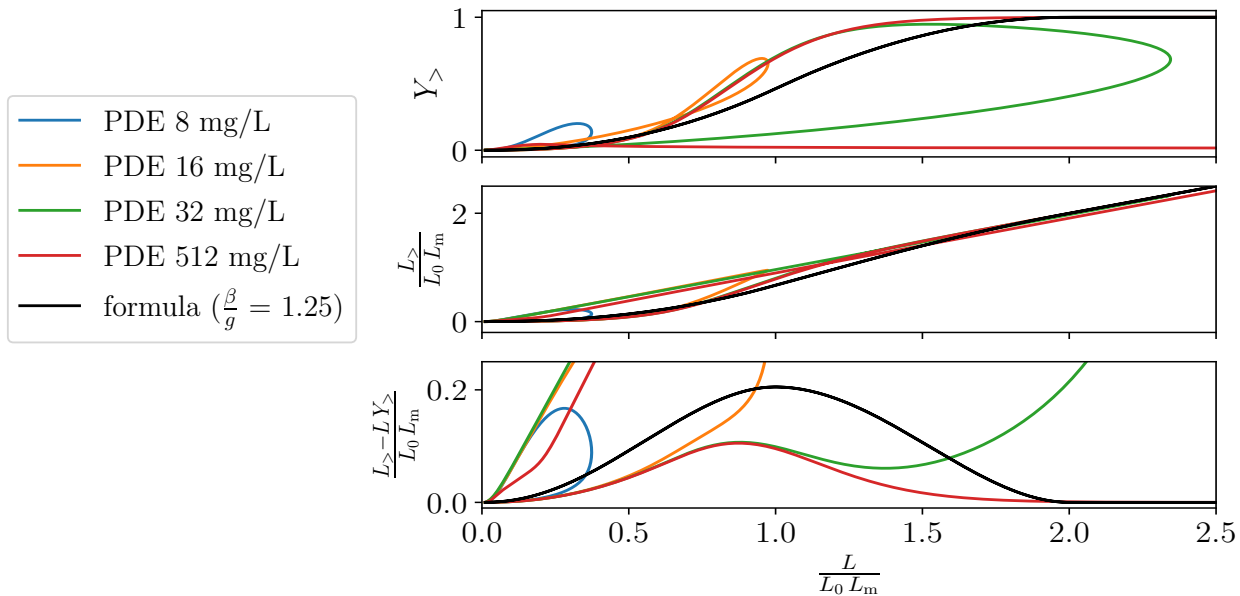 PDE 8 mg/L
PDE 16 mg/L
PDE 32 mg/L
PDE 512 mg/L
formula (β/g = 1.25)
1
0
Y>
2
0
L>/L₀ Lₘ
0.2
0.0
L>−L Y>/L₀ Lₘ
0.0 0.5 1.0 1.5 2.0 2.5
L/L₀ Lₘ